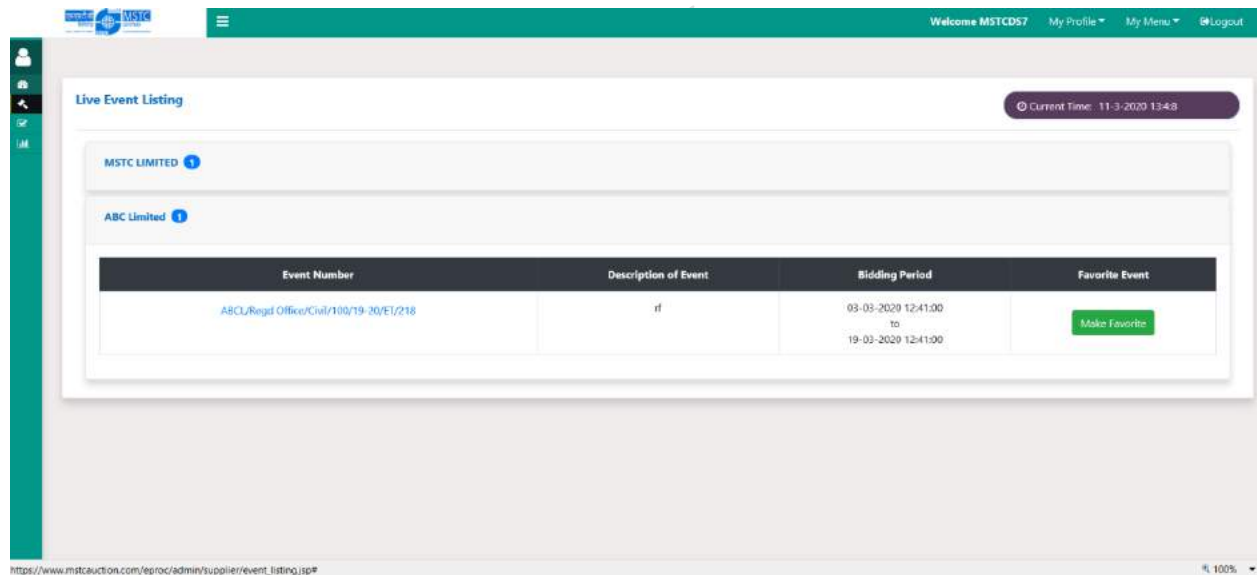 MSTC
Welcome MSTCDS7 My Profile My Menu Logout
Live Event Listing
Current Time: 11-3-2020 13:4:8
MSTC LIMITED 1
ABC Limited 1
Event Number Description of Event Bidding Period Favorite Event
ABCL/Regd Office/Civil/100/19-20/ET/218 rf 03-03-2020 12:41:00 Make Favorite
to
19-03-2020 12:41:00
https://www.mstcauction.com/eproc/admin/supplier/event_listing.jsp#
100%